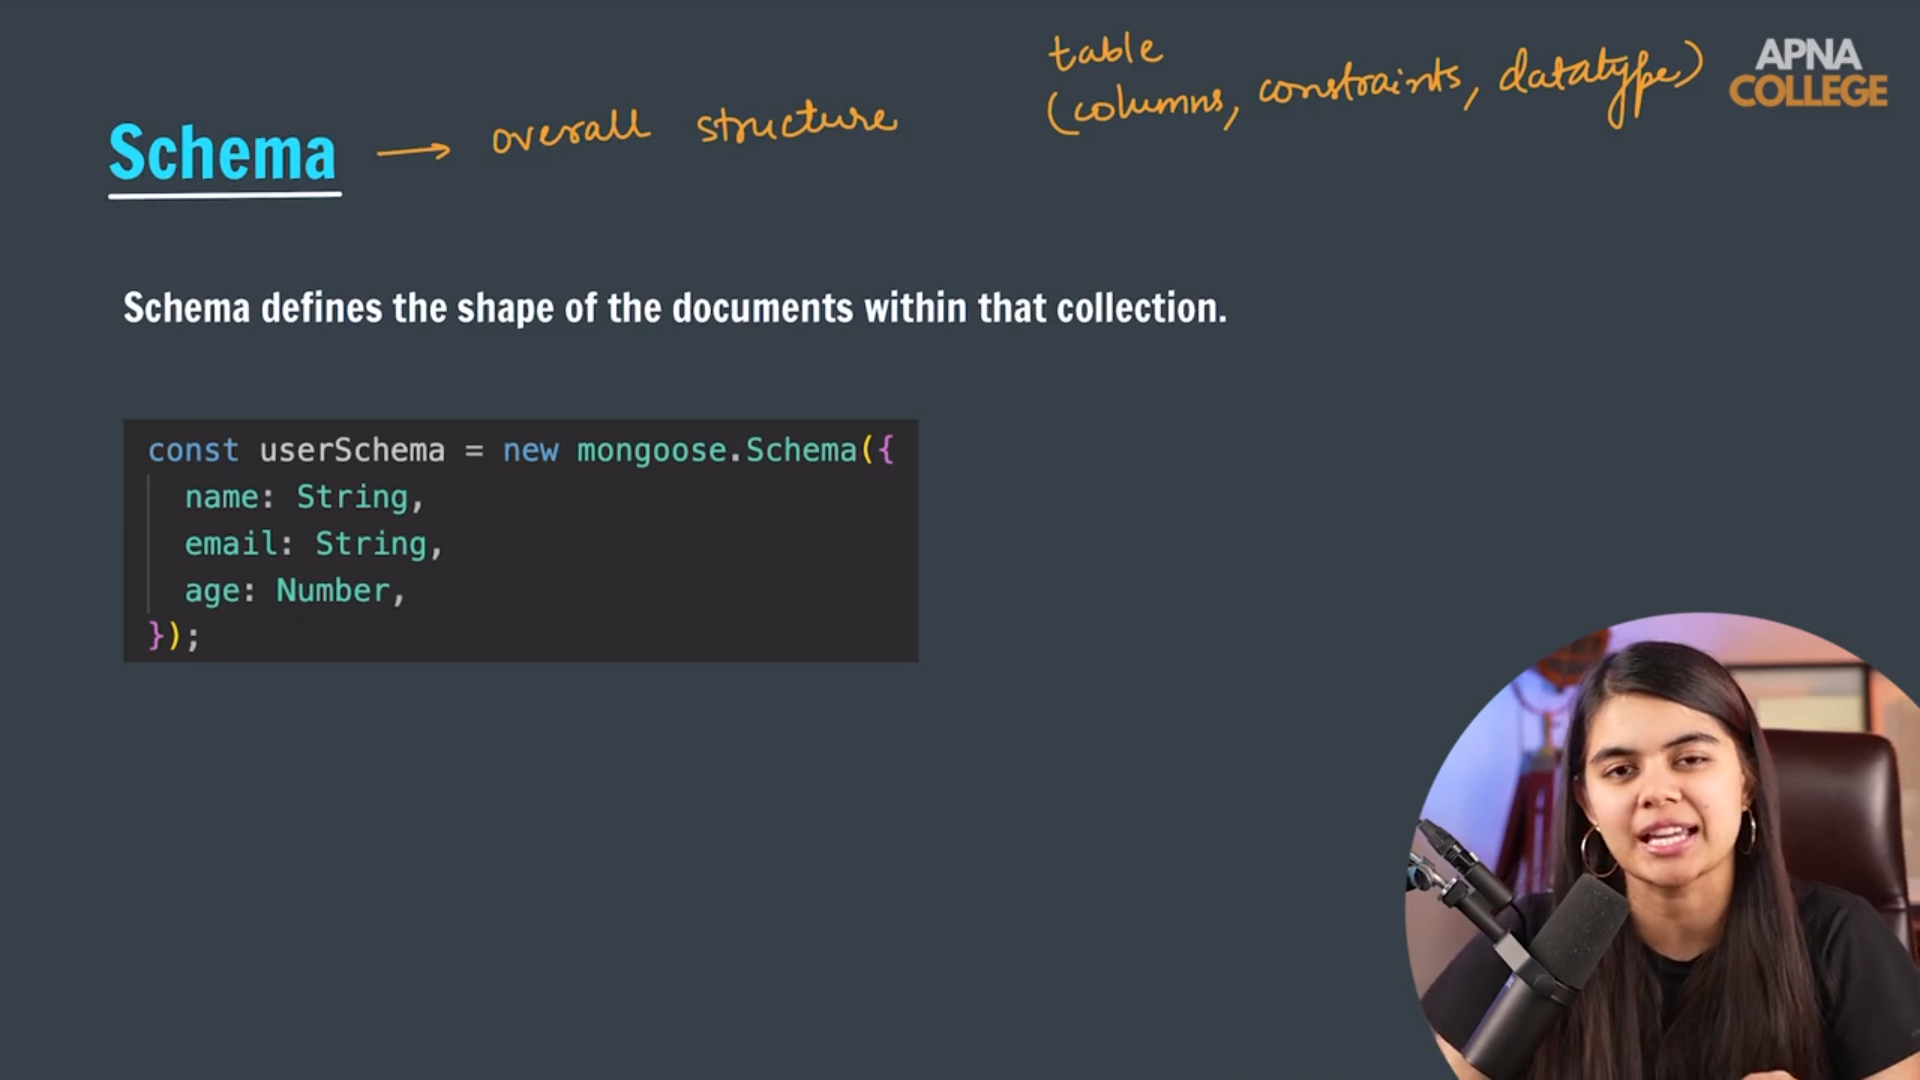 table
(columns, constraints, datatype)
APNA
COLLEGE
Schema → overall structure
Schema defines the shape of the documents within that collection.
const userSchema = new mongoose.Schema({
name: String,
email: String,
age: Number,
});